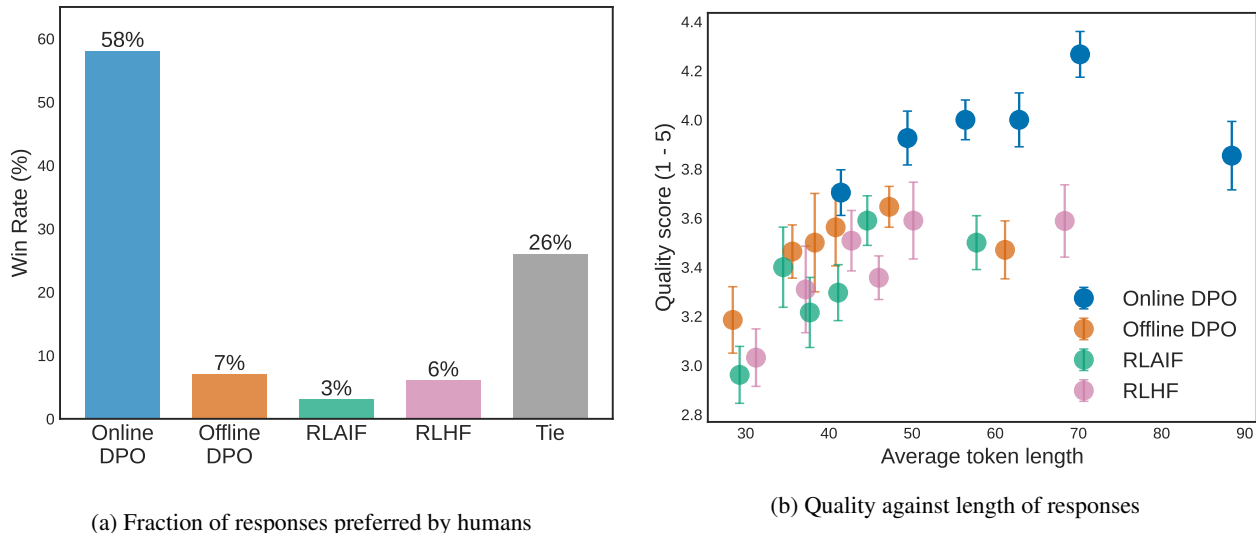 60
50
40
30
20
10
0
Win Rate (%)
58%
7%
3%
6%
26%
Online
DPO
Offline
DPO
RLAIF
RLHF
Tie
(a) Fraction of responses preferred by humans
4.4
4.2
4.0
3.8
3.6
3.4
3.2
3.0
2.8
Quality score (1 - 5)
Online DPO
Offline DPO
RLAIF
RLHF
30 40 50 60 70 80 90
Average token length
(b) Quality against length of responses